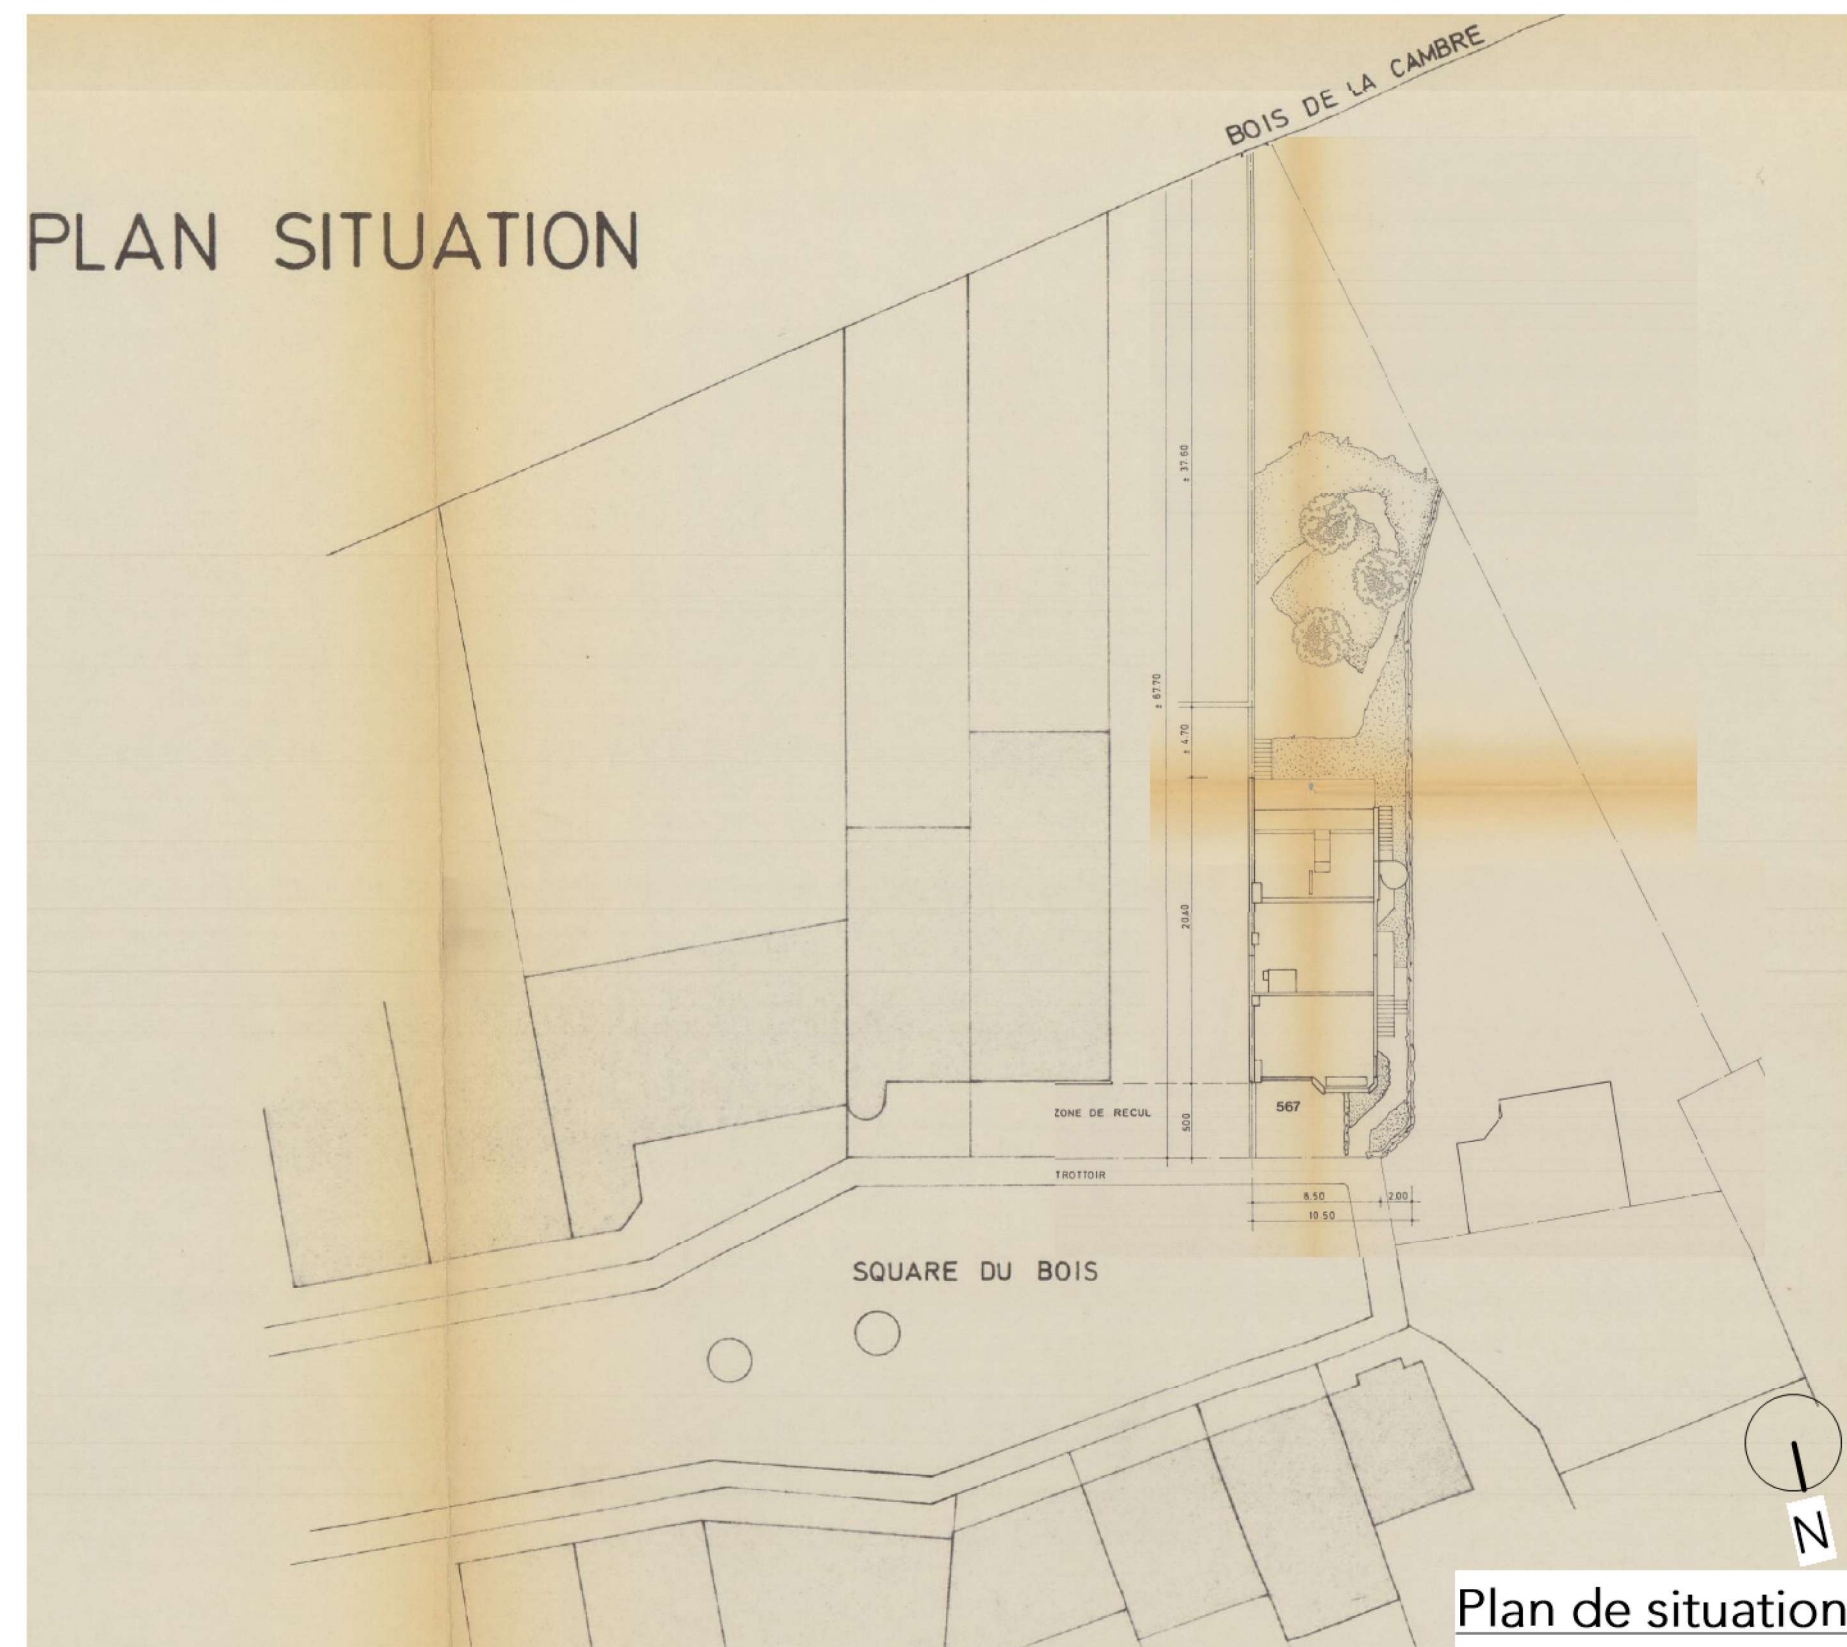 BOIS DE LA CAMBRE
PLAN SITUATION
± 37.60
± 67.70
± 4.70
20.40
567
ZONE DE RECUL
500
TROTTOIR
8.50
2.00
10.50
SQUARE DU BOIS
N
Plan de situation